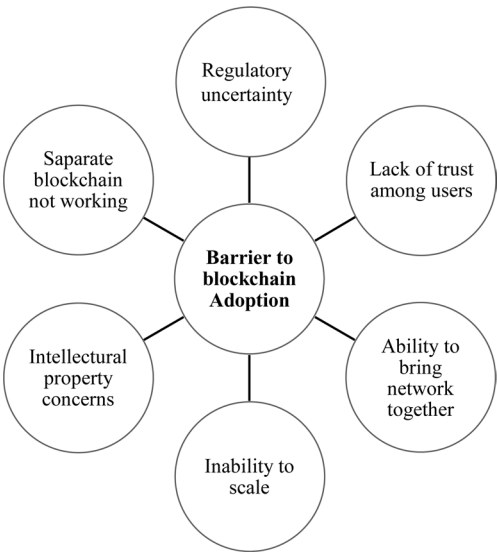 Regulatory
uncertainty
Lack of trust
among users
Ability to
bring
network
together
Inability to
scale
Intellectural
property
concerns
Saparate
blockchain
not working
Barrier to
blockchain
Adoption